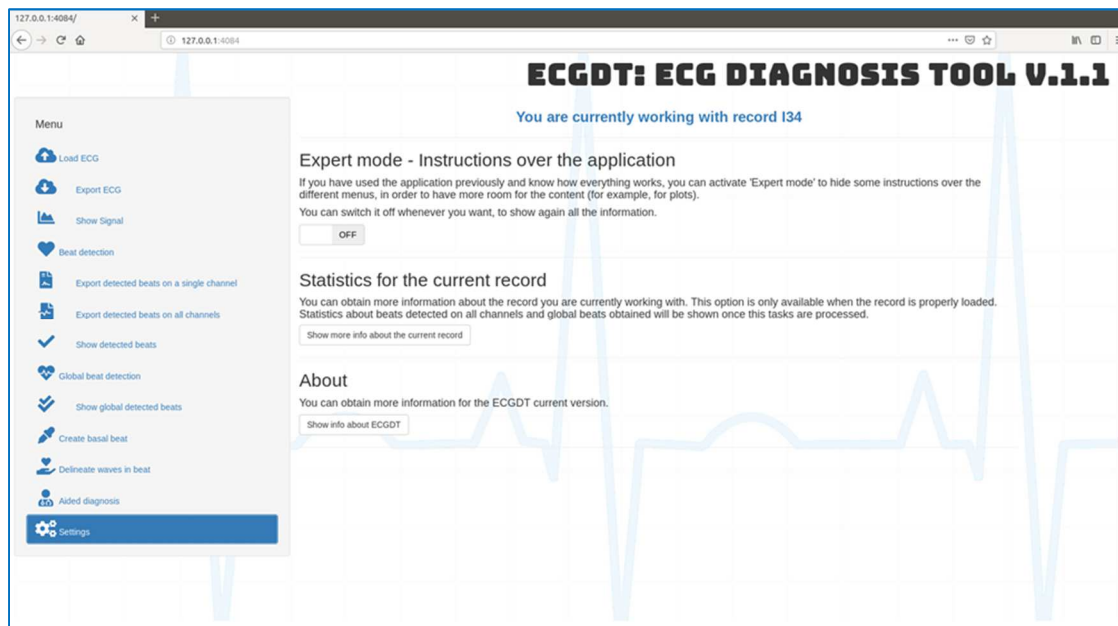 127.0.0.1:4084/
127.0.0.1:4084
ECGDT: ECG DIAGNOSIS TOOL V.1.1
Menu
Load ECG
Export ECG
Show Signal
Beat detection
Export detected beats on a single channel
Export detected beats on all channels
Show detected beats
Global beat detection
Show global detected beats
Create basal beat
Delineate waves in beat
Aided diagnosis
Settings
You are currently working with record I34
Expert mode - Instructions over the application
If you have used the application previously and know how everything works, you can activate 'Expert mode' to hide some instructions over the
different menus, in order to have more room for the content (for example, for plots).
You can switch it off whenever you want, to show again all the information.
OFF
Statistics for the current record
You can obtain more information about the record you are currently working with. This option is only available when the record is properly loaded.
Statistics about beats detected on all channels and global beats obtained will be shown once this tasks are processed.
Show more info about the current record
About
You can obtain more information for the ECGDT current version.
Show info about ECGDT